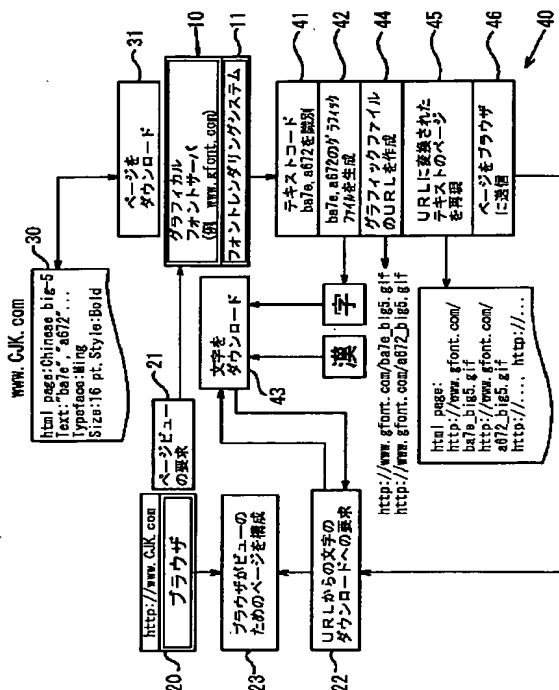 www.CJK.com
30
html page:Chinese big-5
Text:"ba7e","a672"...
Typeface:Ming
Size:16 pt, Style:Bold
31
ページを
ダウンロード
10
グラフィカル
フォントサーバ
(例 www.gfont.com)
11
フォントレンダリングシステム
21
ページビュー
の要求
20
http://www.CJK.com
ブラウザ
23
ブラウザがビューの
ためのページを構成
22
URLからの文字の
ダウンロードへの要求
43
文字を
ダウンロード
漢
字
41
テキストコード
ba7e,a672を識別
42
ba7e,a672のグラフィック
ファイルを生成
44
グラフィックファイル
のURLを作成
45
URLに変換された
テキストのページ
を再現
46
ページをブラウザ
に送信
40
http://www.gfont.com/ba7e_big5.gif
http://www.gfont.com/a672_big5.gif
html page:
http://www.gfont.com/
ba7e_big5.gif
http://www.gfont.com/
a672_big5.gif
http://..., http://...